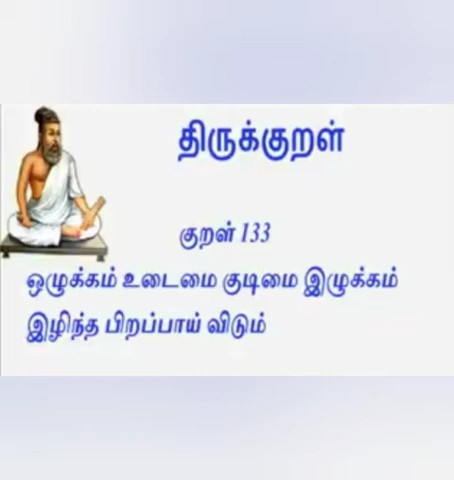 திருக்குறள்
குறள் 133
ஒழுக்கம் உடைமை குடிமை இழுக்கம்
இழிந்த பிறப்பாய் விடும்